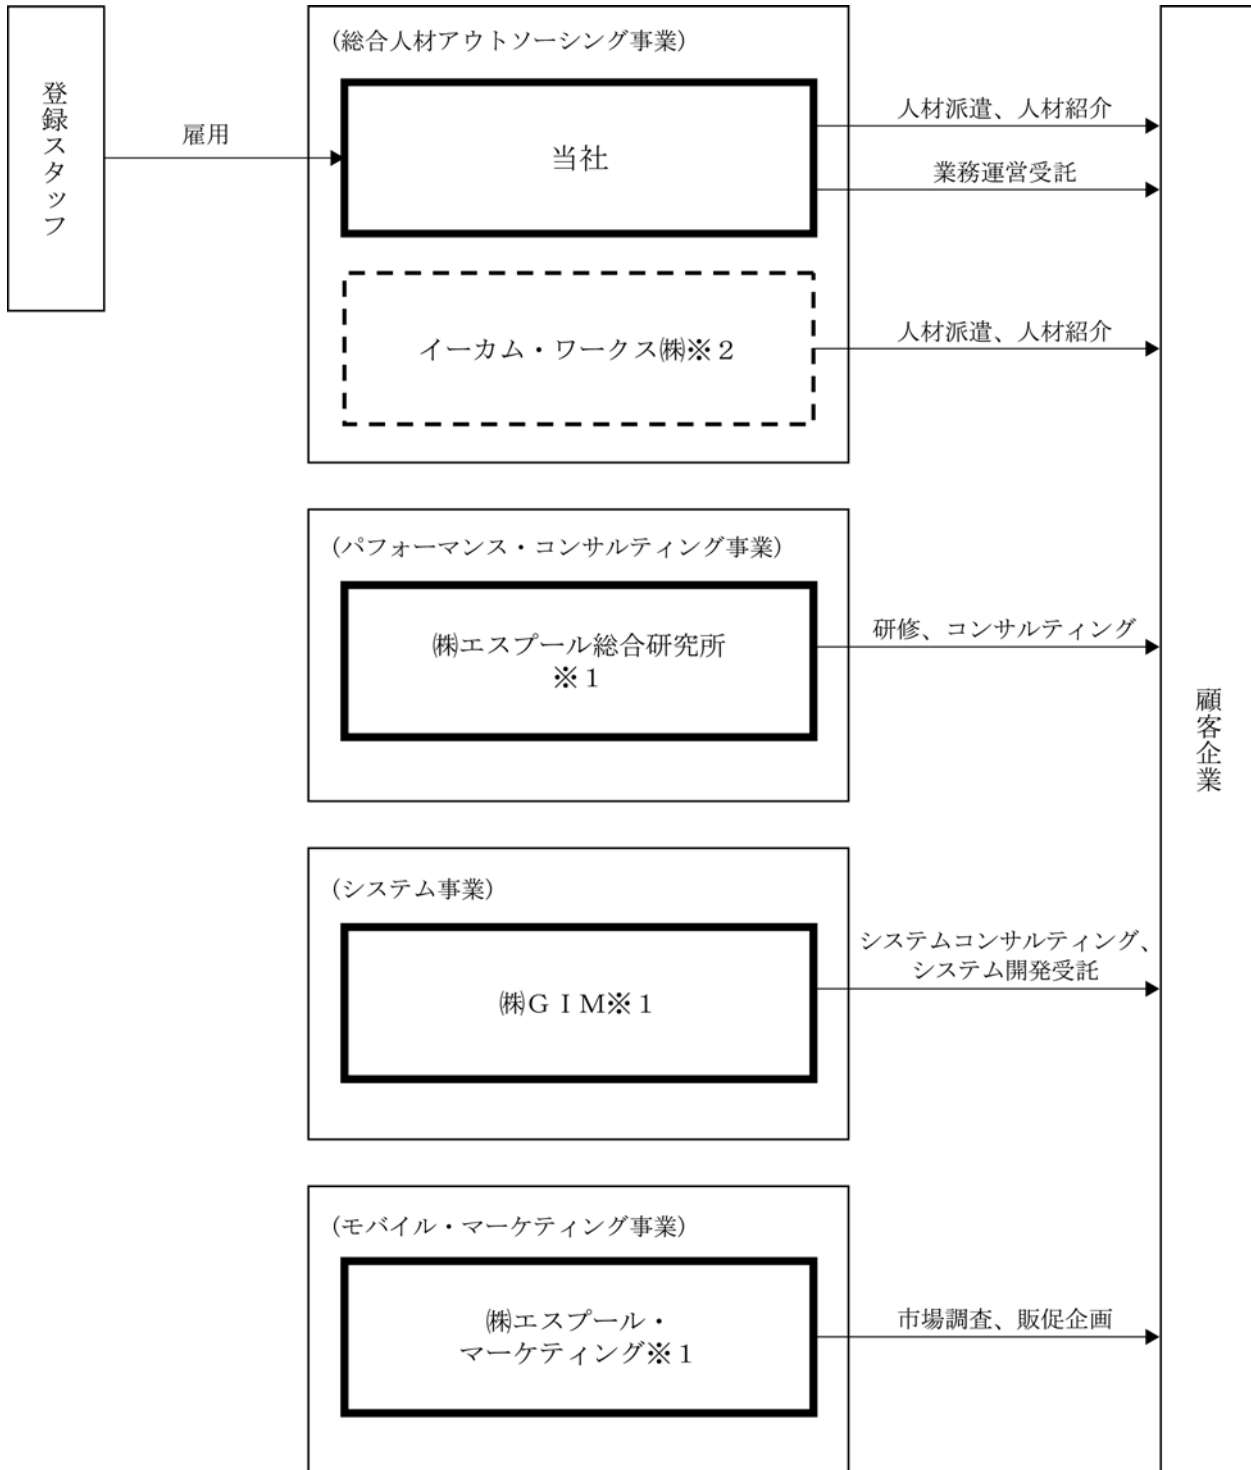 登録スタッフ
雇用
(総合人材アウトソーシング事業)
当社
人材派遣、人材紹介
業務運営受託
イーカム・ワークス㈱※2
人材派遣、人材紹介
(パフォーマンス・コンサルティング事業)
㈱エスプール総合研究所
※1
研修、コンサルティング
顧客企業
(システム事業)
㈱GIM※1
システムコンサルティング、
システム開発受託
(モバイル・マーケティング事業)
㈱エスプール・
マーケティング※1
市場調査、販促企画